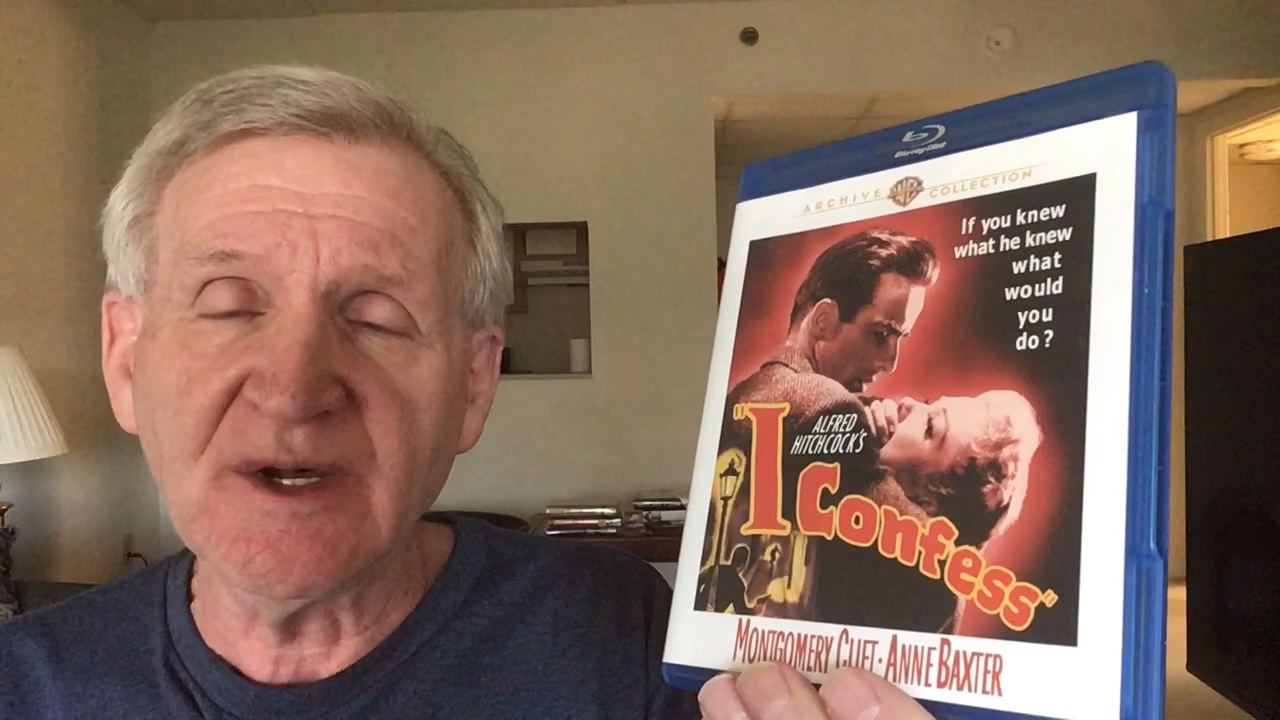 Blu-ray Disc
ARCHIVE WB COLLECTION
If you knew
what he knew
what
would
you
do?
ALFRED
HITCHCOCK'S
"I Confess"
MONTGOMERY CLIFT · ANNE BAXTER